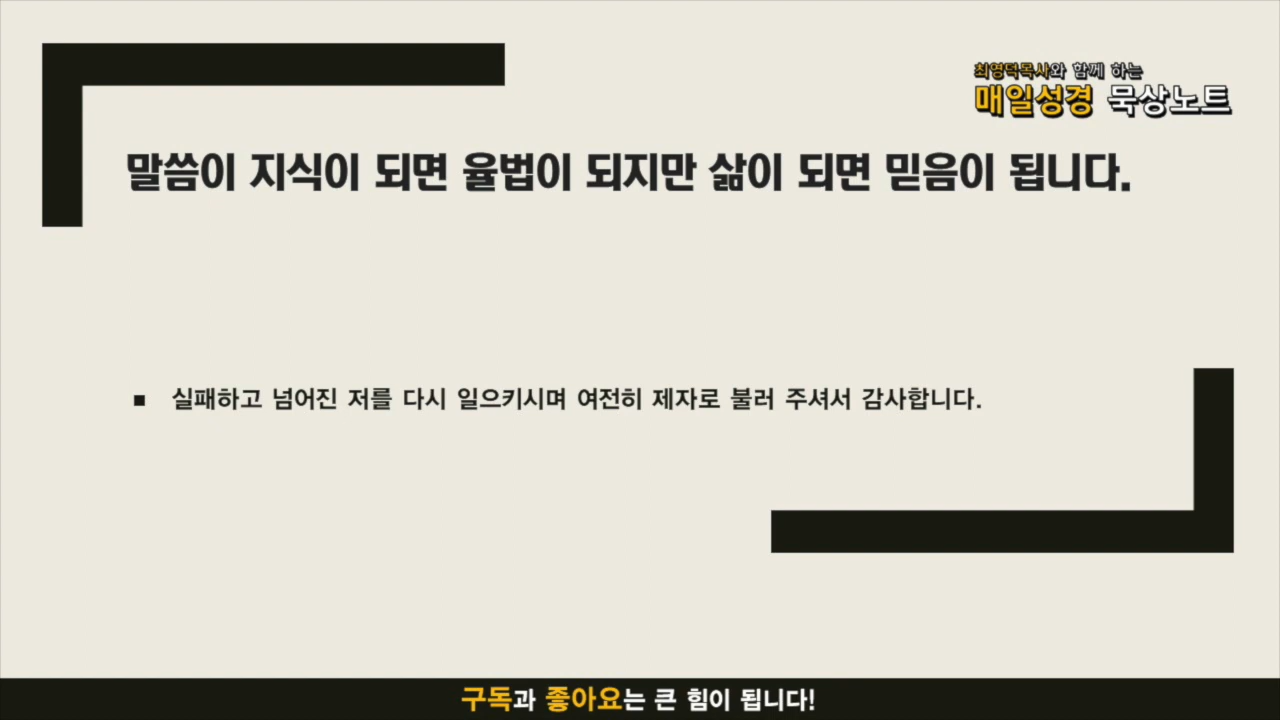 최영덕목사와 함께 하는
매일성경 묵상노트
말씀이 지식이 되면 율법이 되지만 삶이 되면 믿음이 됩니다.
■ 실패하고 넘어진 저를 다시 일으키시며 여전히 제자로 불러 주셔서 감사합니다.
구독과 좋아요는 큰 힘이 됩니다!